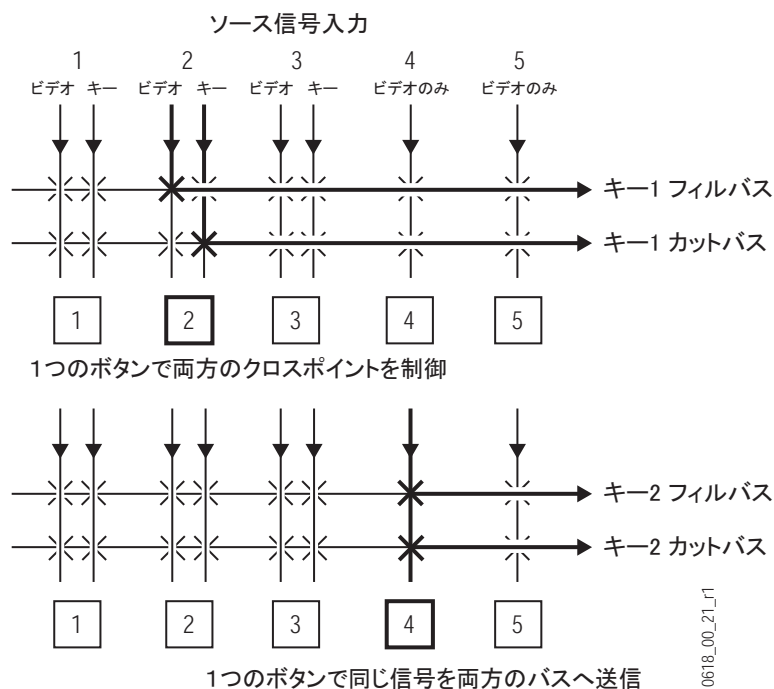 ソース信号入力
1 2 3 4 5
ビデオ キー ビデオ キー ビデオ キー ビデオのみ ビデオのみ
キー1 フィルバス
キー1 カットバス
1 2 3 4 5
1つのボタンで両方のクロスポイントを制御
キー2 フィルバス
キー2 カットバス
1 2 3 4 5
1つのボタンで同じ信号を両方のバスへ送信
0618_00_21_r1